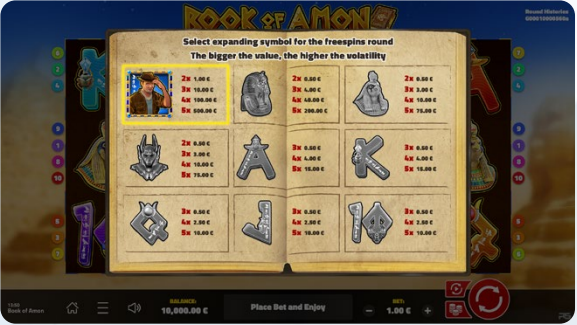 BOOK OF AMON
Round Histories
Select expanding symbol for the freespins round
The bigger the value, the higher the volatility
2x 1.00 €
3x 10.00 €
4x 100.00 €
5x 500.00 €
2x 0.50 €
3x 4.00 €
4x 40.00 €
5x 200.00 €
2x 0.50 €
3x 3.00 €
4x 10.00 €
5x 75.00 €
2x 0.50 €
3x 3.00 €
4x 10.00 €
5x 75.00 €
3x 0.50 €
4x 4.00 €
5x 15.00 €
3x 0.50 €
4x 4.00 €
5x 15.00 €
3x 0.50 €
4x 2.50 €
5x 10.00 €
3x 0.50 €
4x 2.50 €
5x 10.00 €
3x 0.50 €
4x 2.50 €
5x 10.00 €
Book of Amon
BALANCE:
10,000.00 €
Place Bet and Enjoy
BET:
1.00 €